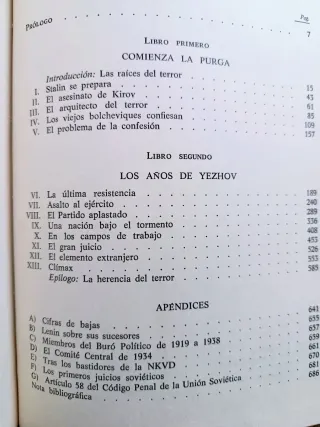 Pág.
PRÓLOGO 7
LIBRO PRIMERO
COMIENZA LA PURGA
Introducción: Las raíces del terror 15
I. Stalin se prepara 43
II. El asesinato de Kirov 61
III. El arquitecto del terror 85
IV. Los viejos bolcheviques confiesan 109
V. El problema de la confesión 157
LIBRO SEGUNDO
LOS AÑOS DE YEZHOV
VI. La última resistencia 189
VII. Asalto al ejército 240
VIII. El Partido aplastado 289
IX. Una nación bajo el tormento 336
X. En los campos de trabajo 408
XI. El gran juicio 453
XII. El elemento extranjero
XIII. Clímax 553
Epílogo: La herencia del terror 585
APÉNDICES
A) Cifras de bajas 641
B) Lenin sobre sus sucesores 655
C) Miembros del Buró Político de 1919 a 1938 657
D) El Comité Central de 1934 661
E) Tras los bastidores de la NKVD 670
F) Los primeros juicios soviéticos 677
G) Artículo 58 del Código Penal de la Unión Soviética 681
Nota bibliográfica 686